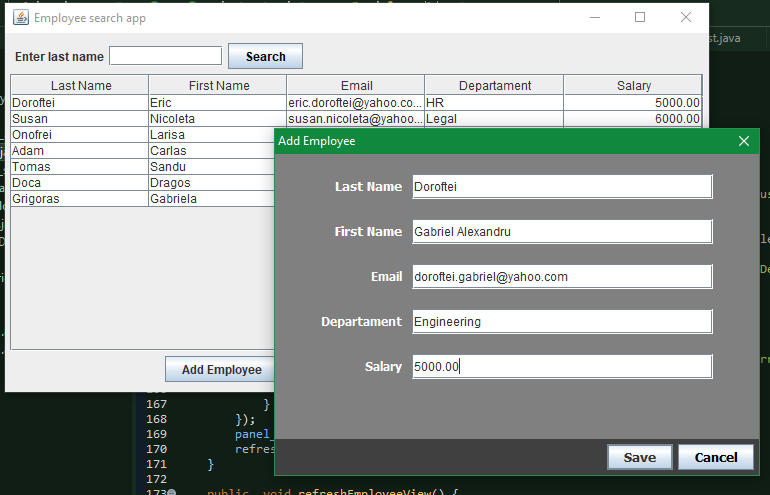 Employee search app
st.java
Enter last name Search
Last Name First Name Email Departament Salary
Doroftei Eric eric.doroftei@yahoo.co... HR 5000.00
Susan Nicoleta susan.nicoleta@yahoo... Legal 6000.00
Onofrei Larisa
Adam Carlas
Tomas Sandu
Doca Dragos
Grigoras Gabriela
Add Employee
Add Employee
Last Name Doroftei
First Name Gabriel Alexandru
Email doroftei.gabriel@yahoo.com
Departament Engineering
Salary 5000.00
Save Cancel
167 }
168 });
169 panel_
170 refres
171 }
172
173 public void refreshEmployeeView() {